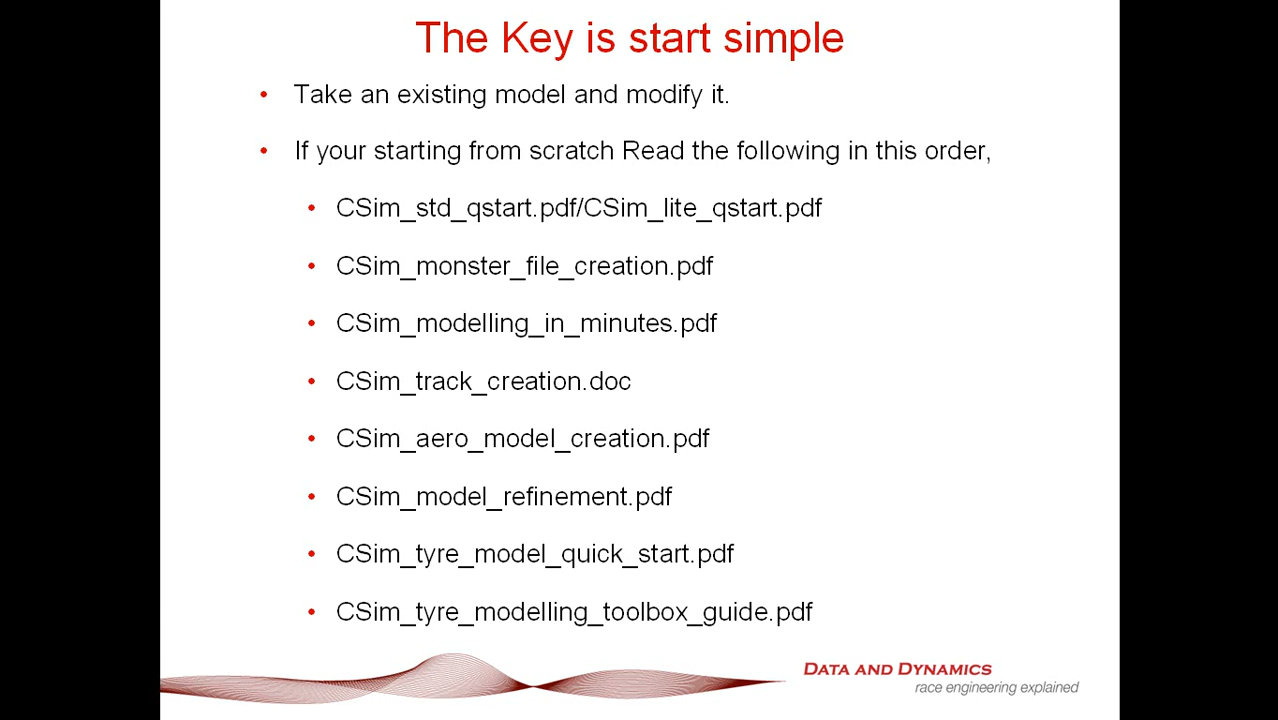 The Key is start simple
• Take an existing model and modify it.
• If your starting from scratch Read the following in this order,
• CSim_std_qstart.pdf/CSim_lite_qstart.pdf
• CSim_monster_file_creation.pdf
• CSim_modelling_in_minutes.pdf
• CSim_track_creation.doc
• CSim_aero_model_creation.pdf
• CSim_model_refinement.pdf
• CSim_tyre_model_quick_start.pdf
• CSim_tyre_modelling_toolbox_guide.pdf
DATA AND DYNAMICS
race engineering explained